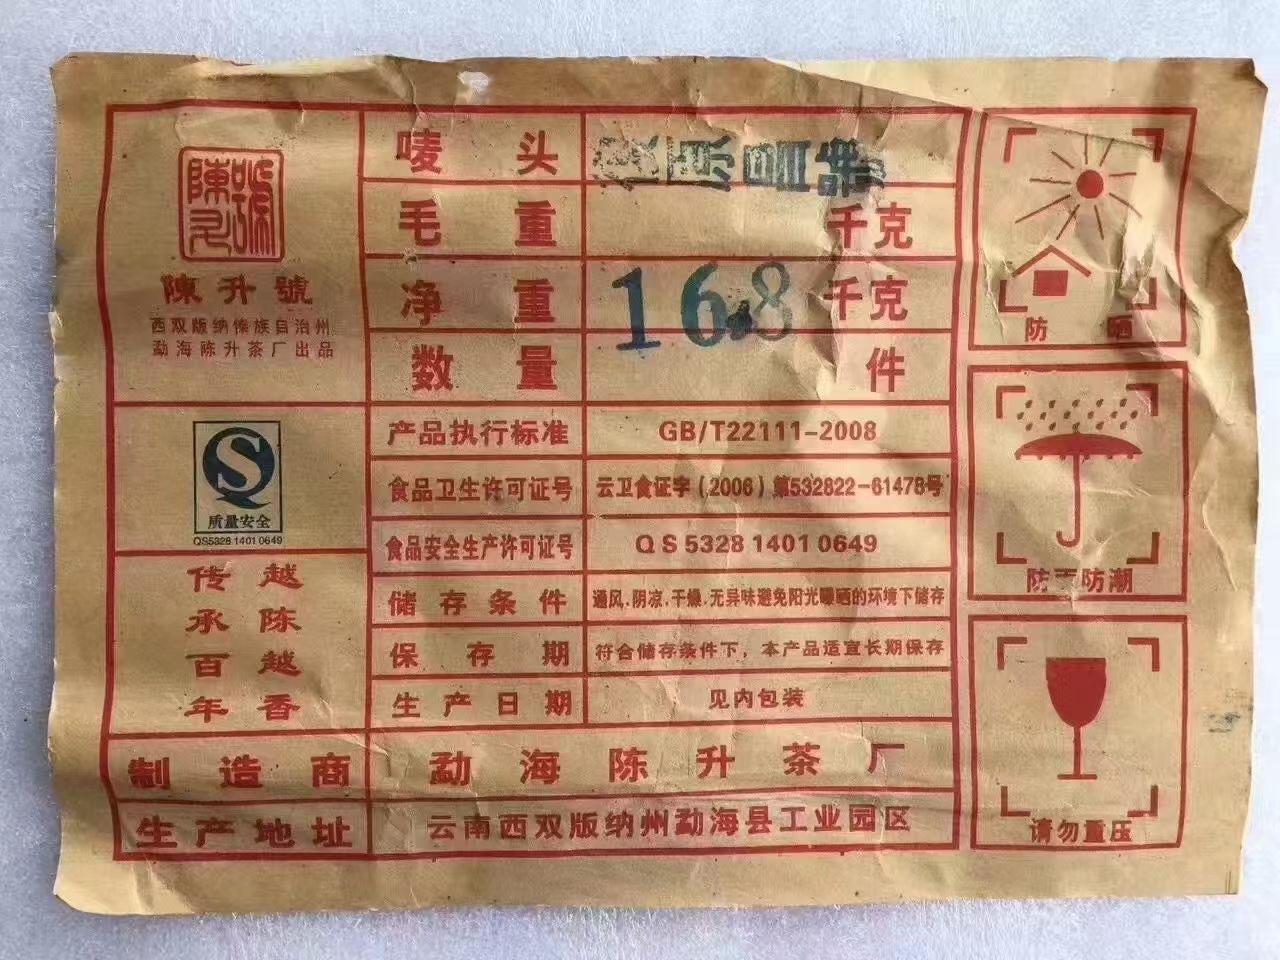 陳升號
陳升號
西双版纳傣族自治州
勐海陈升茶厂出品
唛头 復原昌號
毛重 千克
净重 16.8 千克
数量 件
质量安全
QS5328 1401 0649
产品执行标准 GB/T22111-2008
食品卫生许可证号 云卫食证字(2006)第532822-61478号
食品安全生产许可证号 QS 5328 1401 0649
储存条件 通风.阴凉.干燥.无异味避免阳光曝晒的环境下储存
保存期 符合储存条件下，本产品适宜长期保存
生产日期 见内包装
越陈越香
传承百年
制造商 勐海陈升茶厂
生产地址 云南西双版纳州勐海县工业园区
防晒
防雨防潮
请勿重压